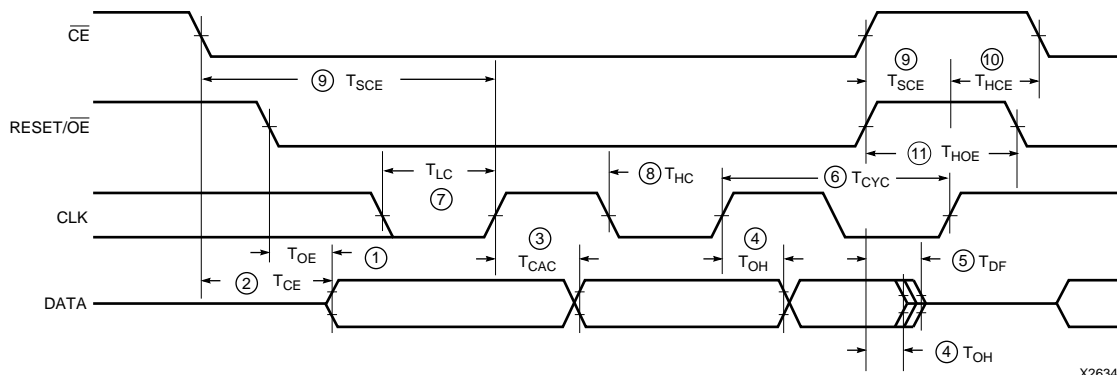 CE
⑨ TSCE
⑨ TSCE
⑩ THCE
RESET/OE
TLC
⑦
⑧ THC
⑪ THOE
⑥ TCYC
CLK
TOE ①
② TCE
③ TCAC
④ TOH
⑤ TDF
DATA
④ TOH
X2634